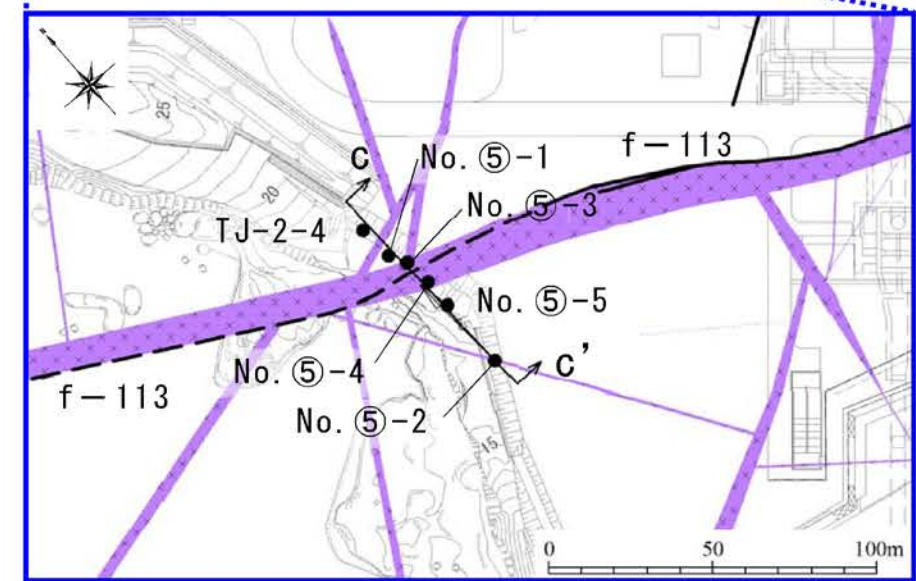 25
20
C
No. ⑤-1
f-113
No. ⑤-3
TJ-2-4
No. ⑤-5
No. ⑤-4
C’
f-113
No. ⑤-2
15
0 50 100m